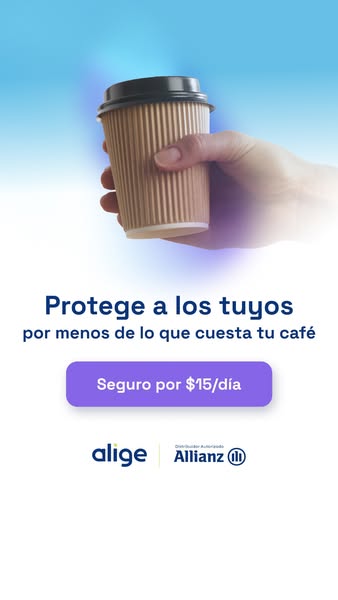 Protege a los tuyos
por menos de lo que cuesta tu café
Seguro por $15/día
alige
Distribuidor Autorizado
Allianz